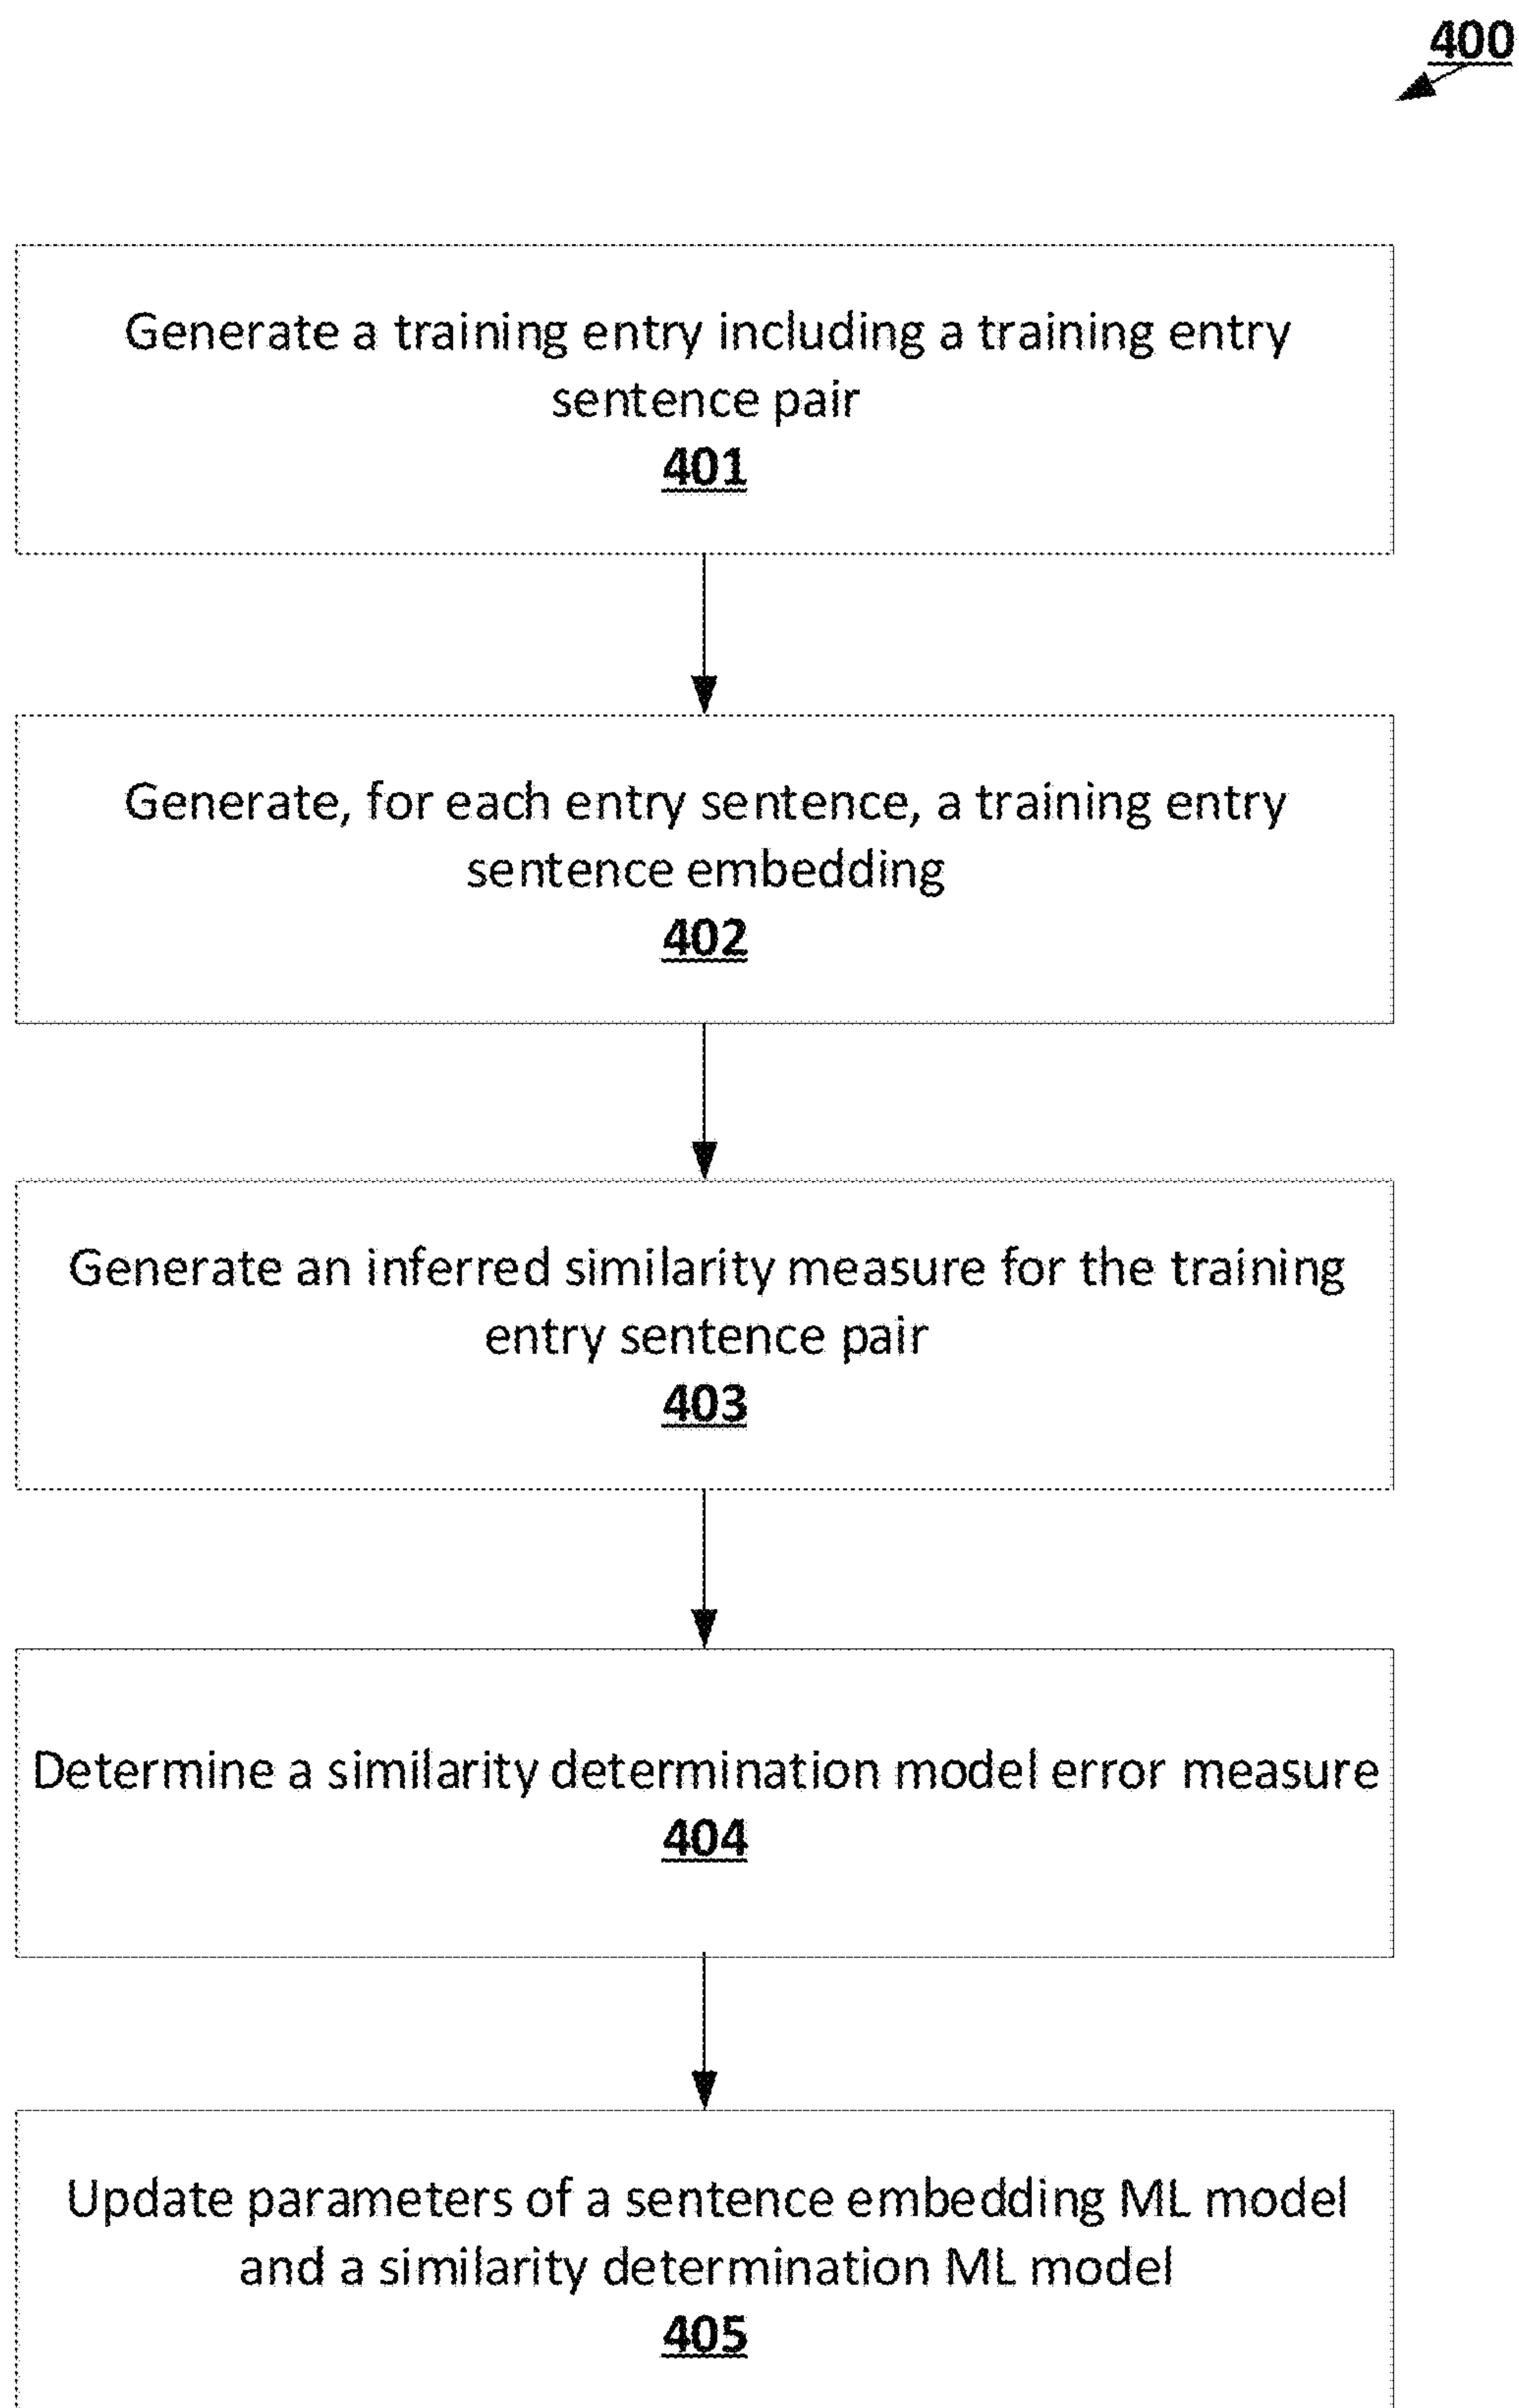 400
Generate a training entry including a training entry
sentence pair
401
Generate, for each entry sentence, a training entry
sentence embedding
402
Generate an inferred similarity measure for the training
entry sentence pair
403
Determine a similarity determination model error measure
404
Update parameters of a sentence embedding ML model
and a similarity determination ML model
405